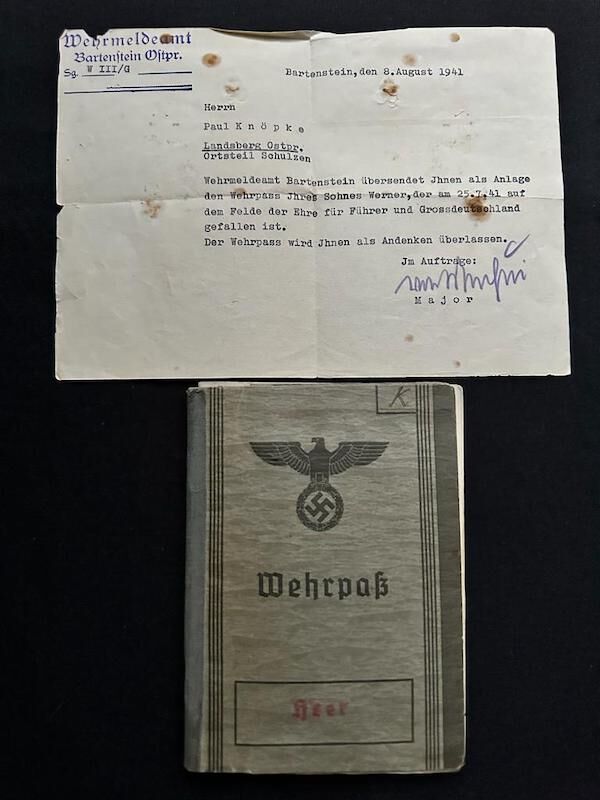 Wehrmeldeamt
Bartenstein Ostpr.
Sg. W III/G
Bartenstein,den 8.August 1941
Herrn
Paul K n ö p k e
Landsberg Ostpr.
Ortsteil Schulzen
Wehrmeldeamt Bartenstein übersendet Jhnen als Anlage
den Wehrpass Jhres Sohnes Werner,der am 25.7.41 auf
dem Felde der Ehre für Führer und Grossdeutschland
gefallen ist.
Der Wehrpass wird Jhnen als Andenken überlassen.
Jm Auftrage:
M a j o r
K
Wehrpaß
Heer